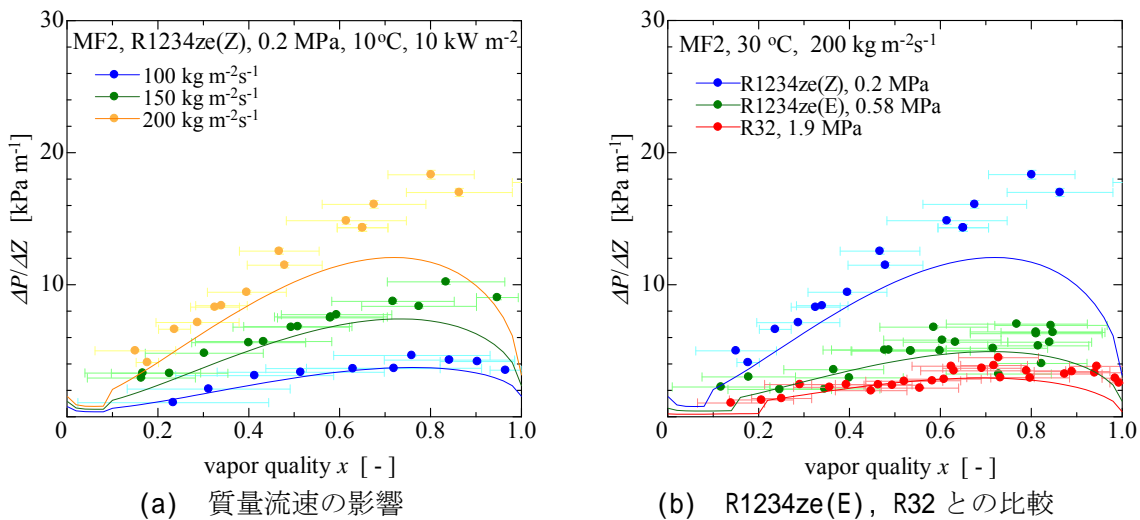 MF2, R1234ze(Z), 0.2 MPa, 10℃, 10 kW m-2
100 kg m-2s-1
150 kg m-2s-1
200 kg m-2s-1
30
20
10
0
ΔP/ΔZ [kPa m-1]
0 0.2 0.4 0.6 0.8 1.0
vapor quality x [ - ]
(a) 質量流速の影響
MF2, 30 ℃, 200 kg m-2s-1
R1234ze(Z), 0.2 MPa
R1234ze(E), 0.58 MPa
R32, 1.9 MPa
30
20
10
0
ΔP/ΔZ [kPa m-1]
0 0.2 0.4 0.6 0.8 1.0
vapor quality x [ - ]
(b) R1234ze(E), R32 との比較